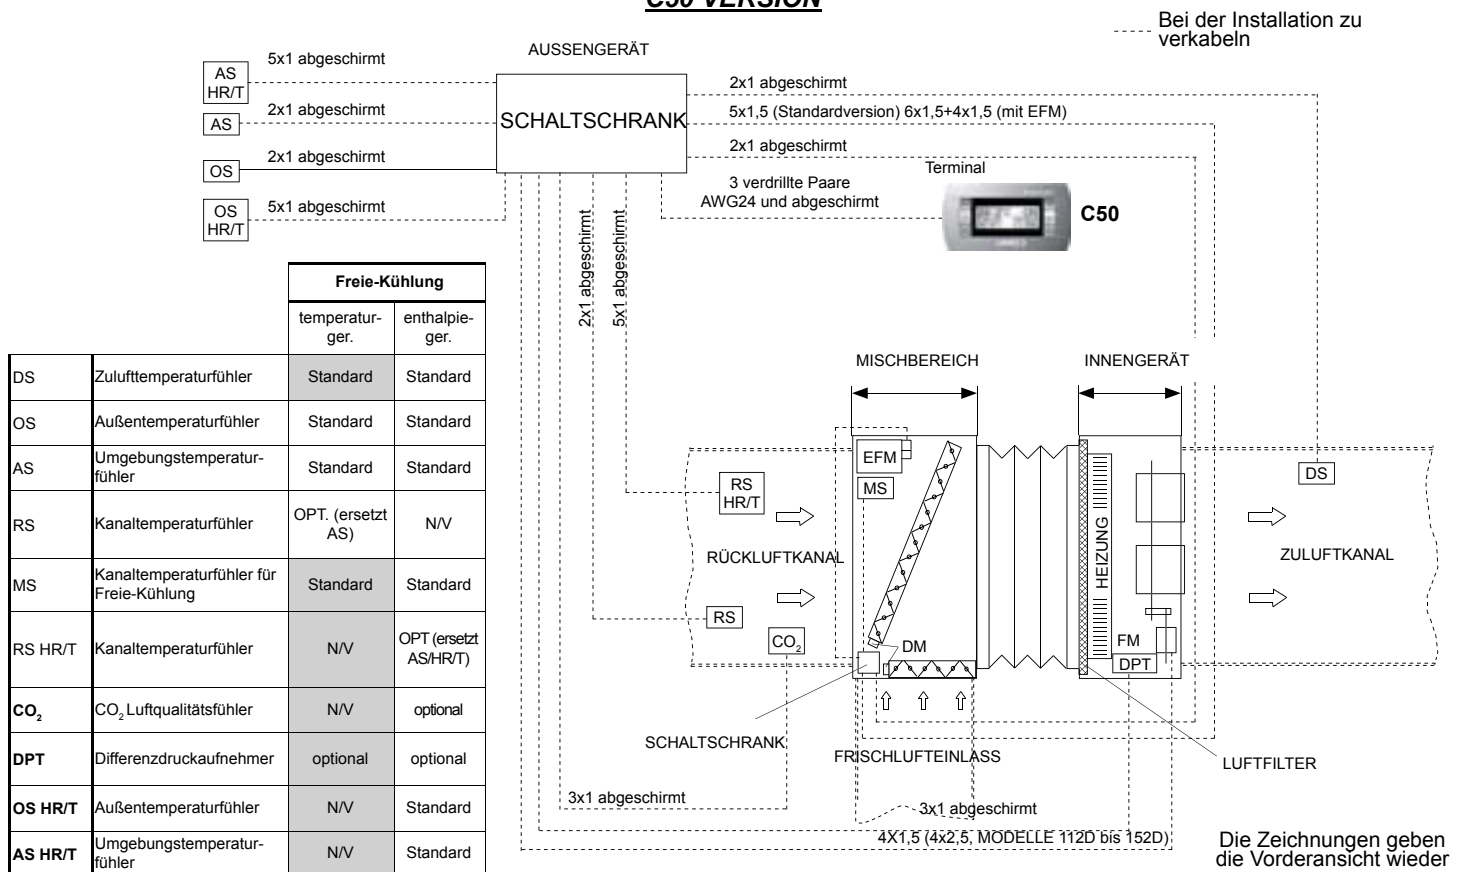 C50 VERSION
Bei der Installation zu
verkabeln
AUSSENGERÄT
5x1 abgeschirmt
AS
HR/T
2x1 abgeschirmt
AS
2x1 abgeschirmt
OS
5x1 abgeschirmt
OS
HR/T
SCHALTSCHRANK
2x1 abgeschirmt
5x1,5 (Standardversion) 6x1,5+4x1,5 (mit EFM)
2x1 abgeschirmt
Terminal
3 verdrillte Paare
AWG24 und abgeschirmt
C50
2x1 abgeschirmt
5x1 abgeschirmt
Freie-Kühlung
temperatur-
ger.
enthalpie-
ger.
DS Zulufttemperaturfühler Standard Standard
OS Außentemperaturfühler Standard Standard
AS Umgebungstemperatur-
fühler Standard Standard
RS Kanaltemperaturfühler OPT. (ersetzt
AS) N/V
MS Kanaltemperaturfühler für
Freie-Kühlung Standard Standard
RS HR/T Kanaltemperaturfühler N/V OPT (ersetzt
AS/HR/T)
CO2 CO2 Luftqualitätsfühler N/V optional
DPT Differenzdruckaufnehmer optional optional
OS HR/T Außentemperaturfühler N/V Standard
AS HR/T Umgebungstemperatur-
fühler N/V Standard
MISCHBEREICH
INNENGERÄT
EFM
MS
RS
HR/T
DS
RÜCKLUFTKANAL
HEIZUNG
ZULUFTKANAL
RS
CO2
DM
FM
DPT
SCHALTSCHRANK
FRISCHLUFTEINLASS
LUFTFILTER
3x1 abgeschirmt
3x1 abgeschirmt
4X1,5 (4x2,5, MODELLE 112D bis 152D)
Die Zeichnungen geben
die Vorderansicht wieder